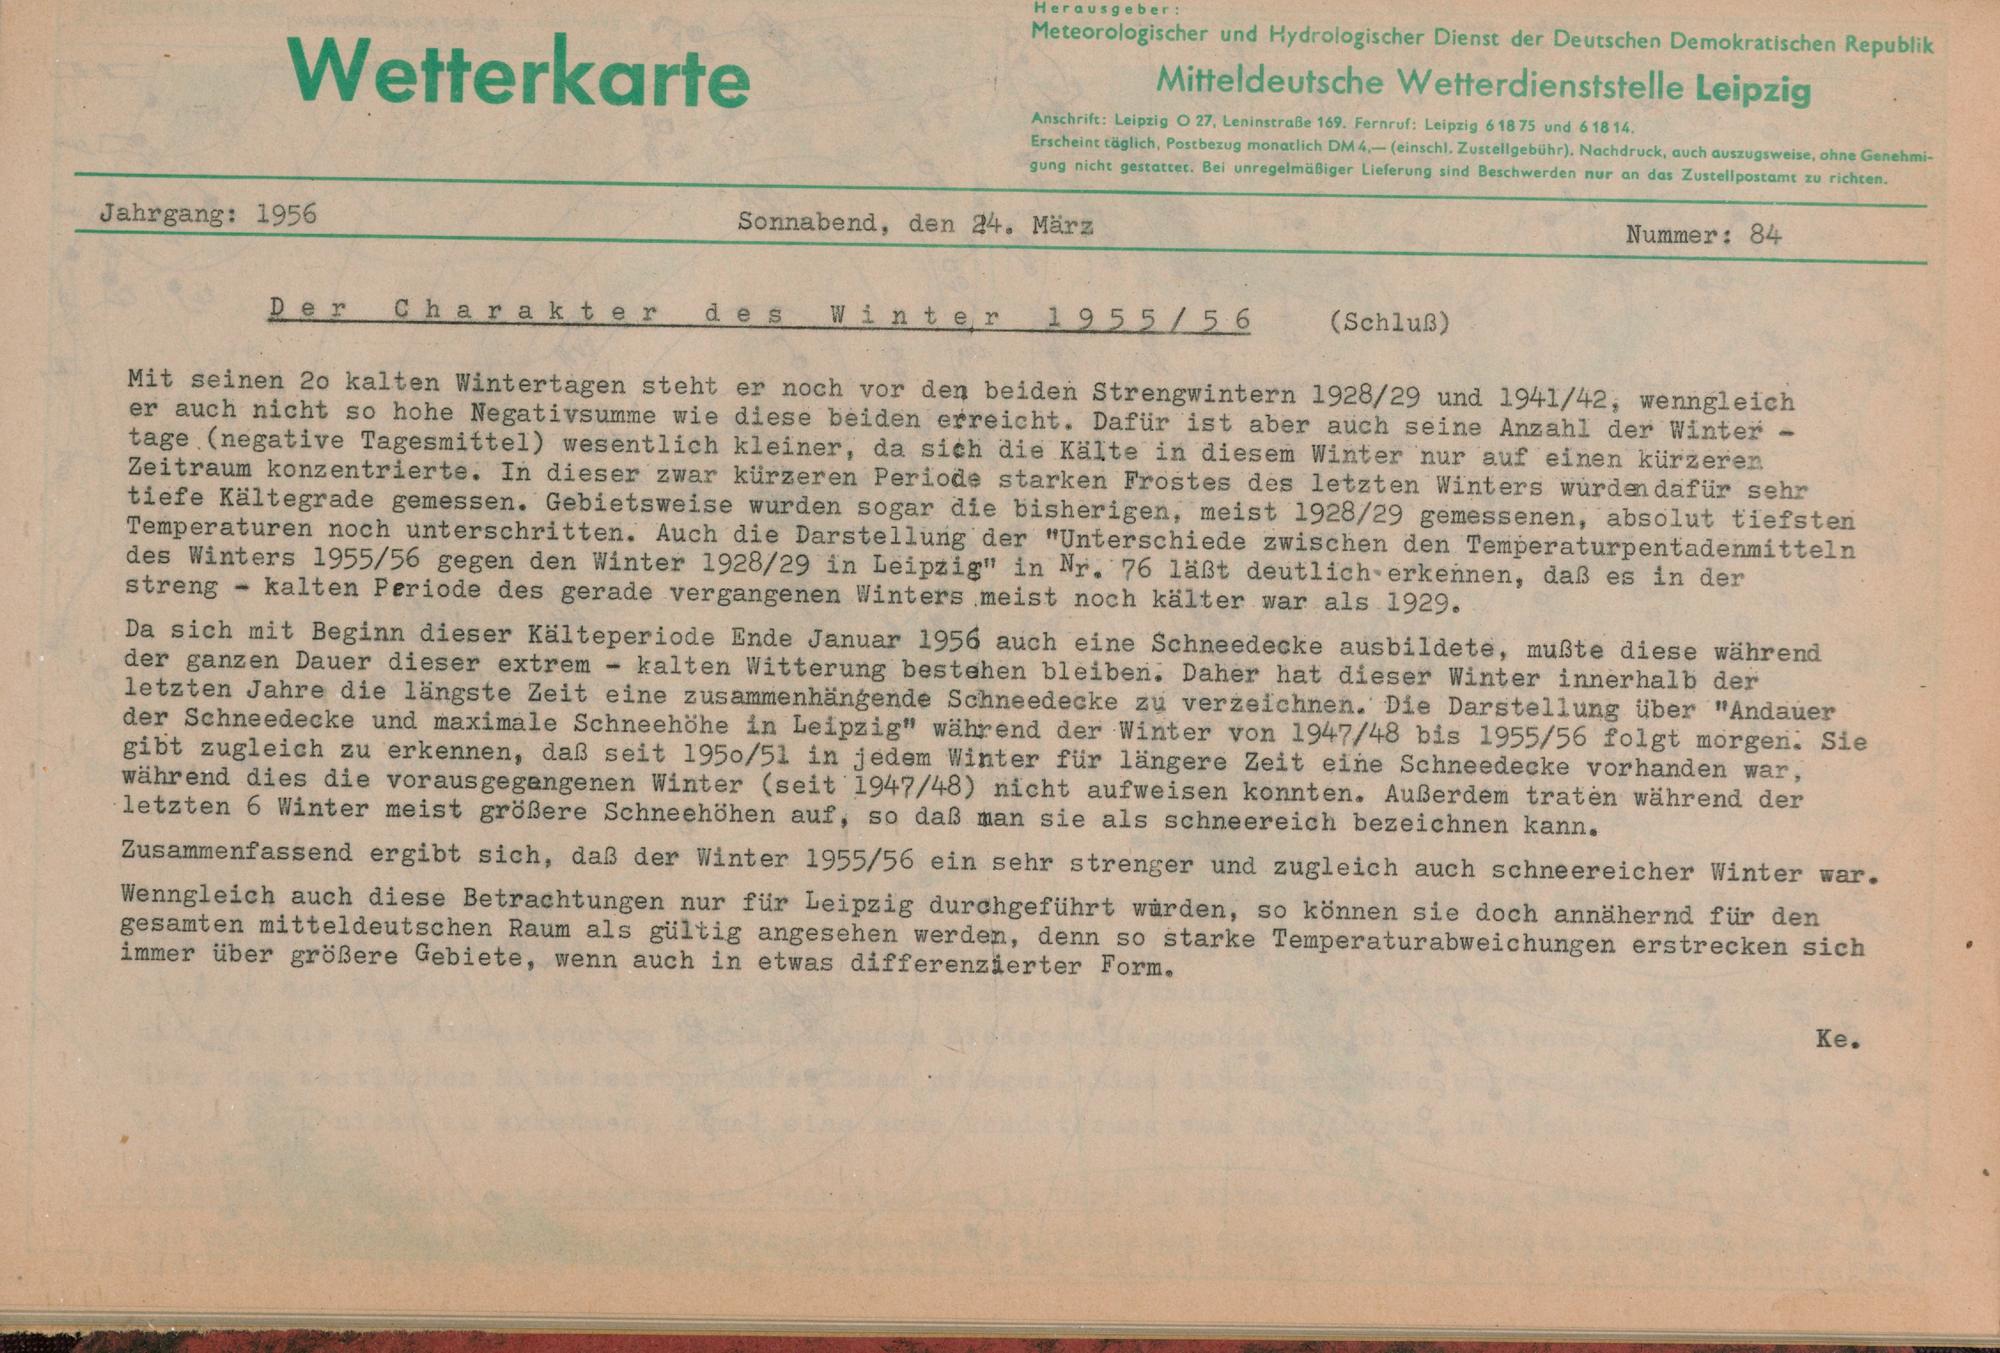 Wetterkarte
Herausgeber:
Meteorologischer und Hydrologischer Dienst der Deutschen Demokratischen Republik
Mitteldeutsche Wetterdienststelle Leipzig
Anschrift: Leipzig O 27, Leninstraße 169. Fernruf: Leipzig 6 18 75 und 6 18 14.
Erscheint täglich, Postbezug monatlich DM 4,— (einschl. Zustellgebühr). Nachdruck, auch auszugsweise, ohne Genehmi-
gung nicht gestattet. Bei unregelmäßiger Lieferung sind Beschwerden nur an das Zustellpostamt zu richten.
Jahrgang: 1956 Sonnabend, den 24. März Nummer: 84
Der Charakter des Winter 1955/56 (Schluß)
Mit seinen 2o kalten Wintertagen steht er noch vor den beiden Strengwintern 1928/29 und 1941/42, wenngleich
er auch nicht so hohe Negativsumme wie diese beiden erreicht. Dafür ist aber auch seine Anzahl der Winter -
tage (negative Tagesmittel) wesentlich kleiner, da sich die Kälte in diesem Winter nur auf einen kürzeren
Zeitraum konzentrierte. In dieser zwar kürzeren Periode starken Frostes des letzten Winters wurden dafür sehr
tiefe Kältegrade gemessen. Gebietsweise wurden sogar die bisherigen, meist 1928/29 gemessenen, absolut tiefsten
Temperaturen noch unterschritten. Auch die Darstellung der "Unterschiede zwischen den Temperaturpentadenmitteln
des Winters 1955/56 gegen den Winter 1928/29 in Leipzig" in Nr. 76 läßt deutlich erkennen, daß es in der
streng - kalten Periode des gerade vergangenen Winters meist noch kälter war als 1929.
Da sich mit Beginn dieser Kälteperiode Ende Januar 1956 auch eine Schneedecke ausbildete, mußte diese während
der ganzen Dauer dieser extrem - kalten Witterung bestehen bleiben. Daher hat dieser Winter innerhalb der
letzten Jahre die längste Zeit eine zusammenhängende Schneedecke zu verzeichnen. Die Darstellung über "Andauer
der Schneedecke und maximale Schneehöhe in Leipzig" während der Winter von 1947/48 bis 1955/56 folgt morgen. Sie
gibt zugleich zu erkennen, daß seit 195o/51 in jedem Winter für längere Zeit eine Schneedecke vorhanden war,
während dies die vorausgegangenen Winter (seit 1947/48) nicht aufweisen konnten. Außerdem traten während der
letzten 6 Winter meist größere Schneehöhen auf, so daß man sie als schneereich bezeichnen kann.
Zusammenfassend ergibt sich, daß der Winter 1955/56 ein sehr strenger und zugleich auch schneereicher Winter war.
Wenngleich auch diese Betrachtungen nur für Leipzig durchgeführt wurden, so können sie doch annähernd für den
gesamten mitteldeutschen Raum als gültig angesehen werden, denn so starke Temperaturabweichungen erstrecken sich
immer über größere Gebiete, wenn auch in etwas differenzierter Form.
Ke.